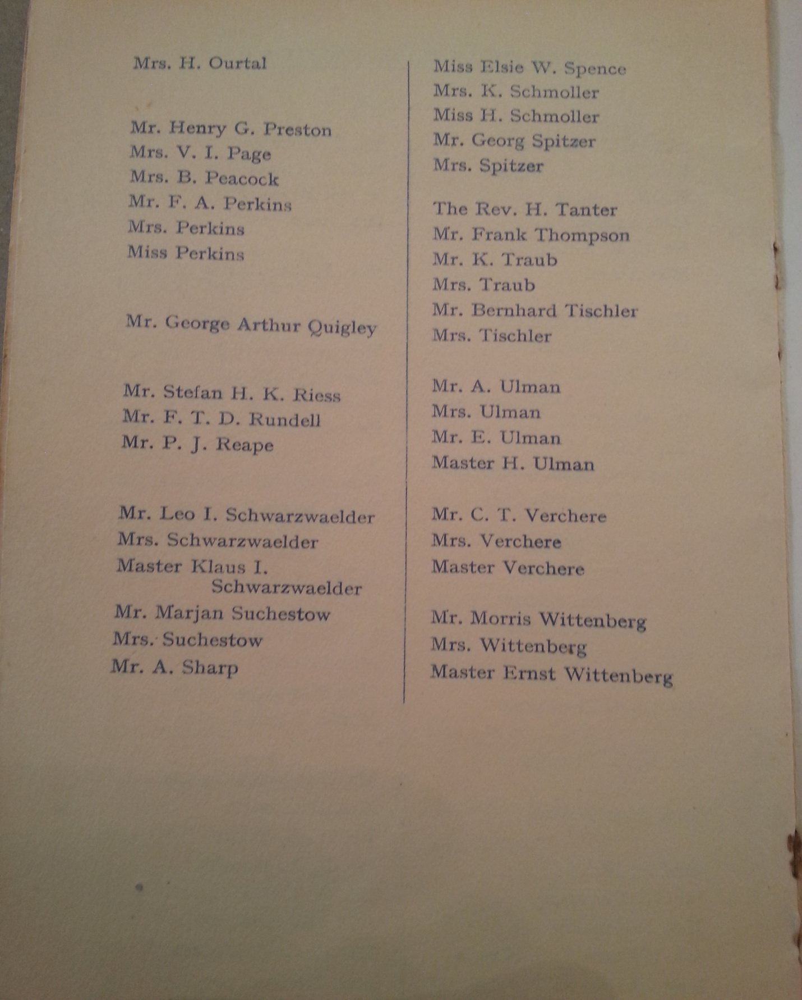 Mrs. H. Ourtal
Mr. Henry G. Preston
Mrs. V. I. Page
Mrs. B. Peacock
Mr. F. A. Perkins
Mrs. Perkins
Miss Perkins
Mr. George Arthur Quigley
Mr. Stefan H. K. Riess
Mr. F. T. D. Rundell
Mr. P. J. Reape
Mr. Leo I. Schwarzwaelder
Mrs. Schwarzwaelder
Master Klaus I.
Schwarzwaelder
Mr. Marjan Suchestow
Mrs. Suchestow
Mr. A. Sharp
Miss Elsie W. Spence
Mrs. K. Schmoller
Miss H. Schmoller
Mr. Georg Spitzer
Mrs. Spitzer
The Rev. H. Tanter
Mr. Frank Thompson
Mr. K. Traub
Mrs. Traub
Mr. Bernhard Tischler
Mrs. Tischler
Mr. A. Ulman
Mrs. Ulman
Mr. E. Ulman
Master H. Ulman
Mr. C. T. Verchere
Mrs. Verchere
Master Verchere
Mr. Morris Wittenberg
Mrs. Wittenberg
Master Ernst Wittenberg